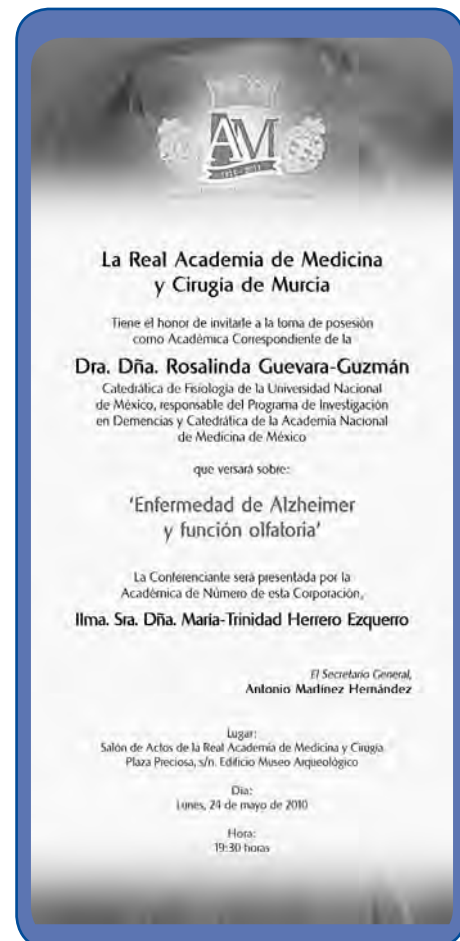 AM
La Real Academia de Medicina
y Cirugía de Murcia
Tiene el honor de invitarle a la toma de posesión
como Académica Correspondiente de la
Dra. Dña. Rosalinda Guevara-Guzmán
Catedrática de Fisiología de la Universidad Nacional
de México, responsable del Programa de Investigación
en Demencias y Catedrática de la Academia Nacional
de Medicina de México
que versará sobre:
‘Enfermedad de Alzheimer
y función olfatoria’
La Conferenciante será presentada por la
Académica de Número de esta Corporación,
Ilma. Sra. Dña. María-Trinidad Herrero Ezquerro
El Secretario General,
Antonio Martínez Hernández
Lugar:
Salón de Actos de la Real Academia de Medicina y Cirugía
Plaza Preciosa, s/n. Edificio Museo Arqueológico
Día:
Lunes, 24 de mayo de 2010
Hora:
19:30 horas